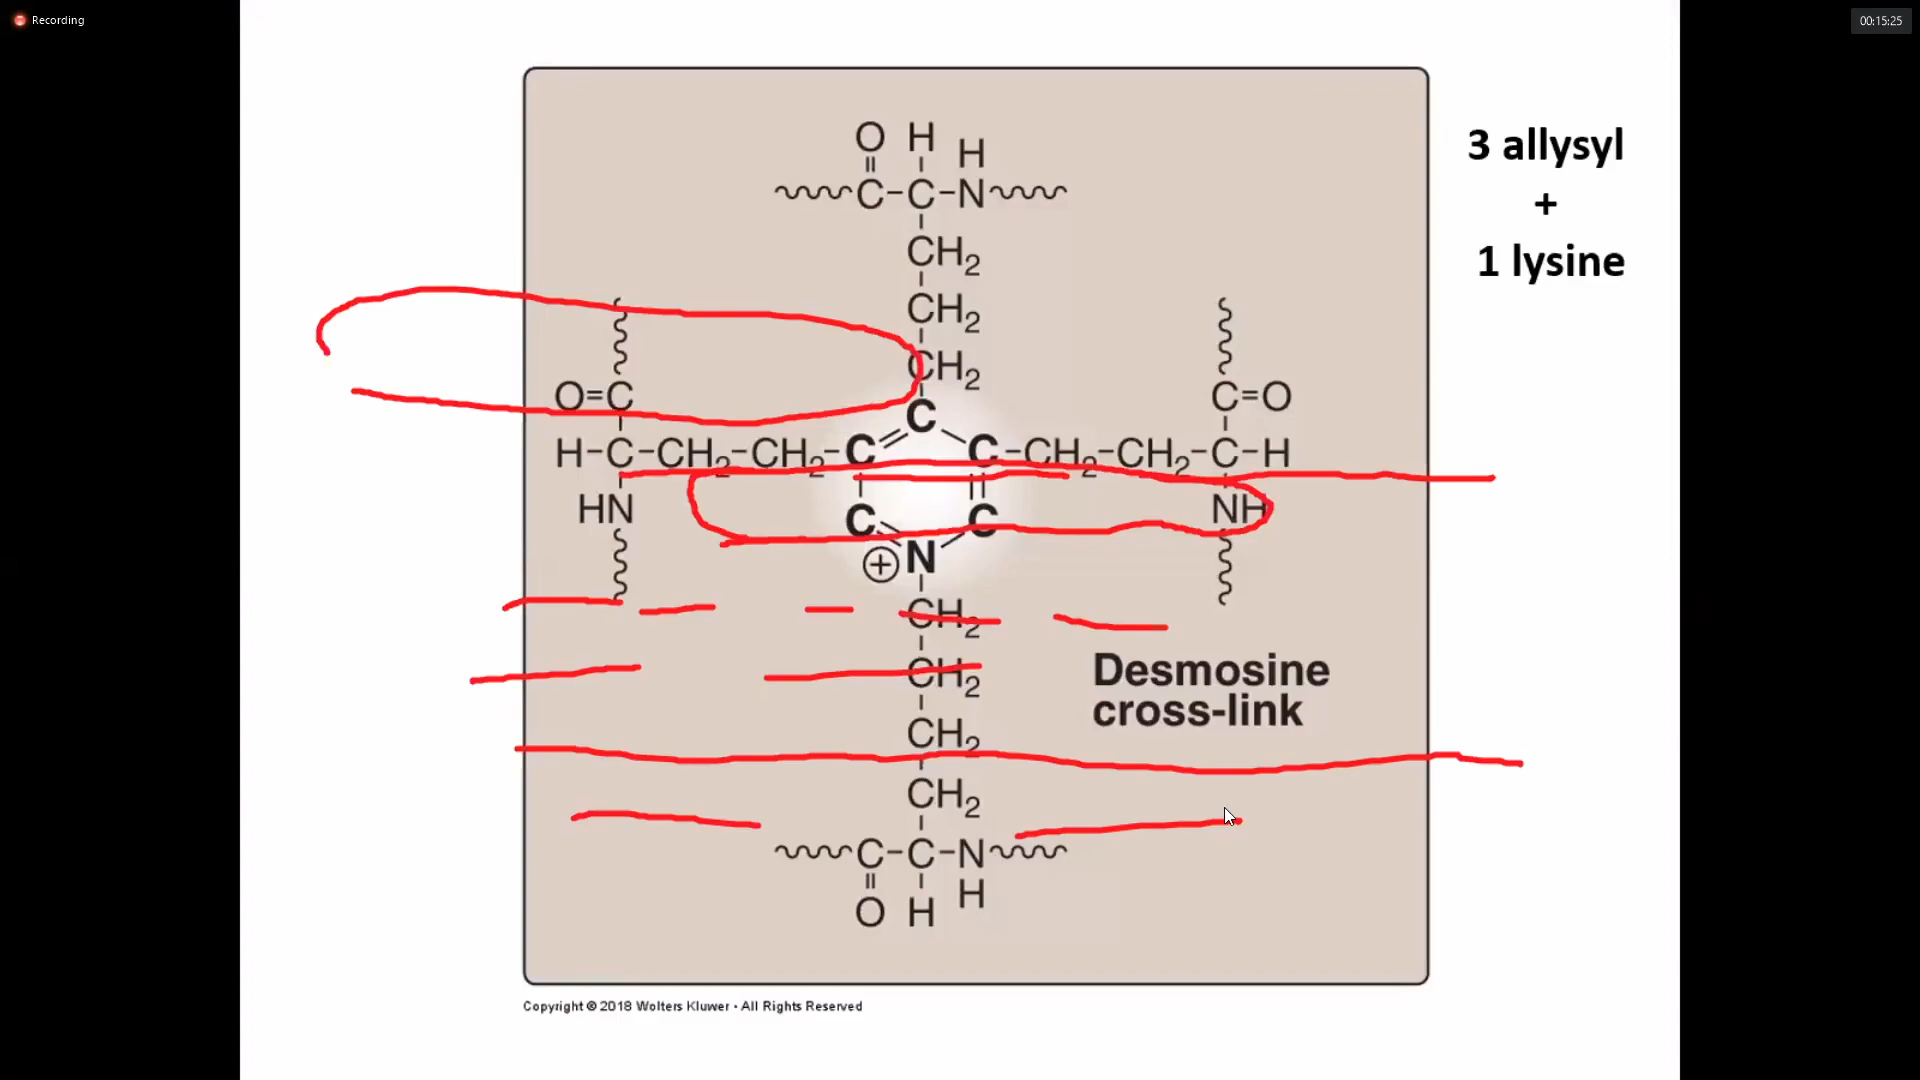 Recording
00:15:25
3 allysyl
+
1 lysine
O H H
C-C-N
CH2
CH2
CH2
O=C C C=O
H-C-CH2-CH2-C C-CH2-CH2-C-H
HN C C NH
+ N
CH2
CH2
Desmosine
cross-link
CH2
CH2
C-C-N
O H H
Copyright © 2018 Wolters Kluwer • All Rights Reserved